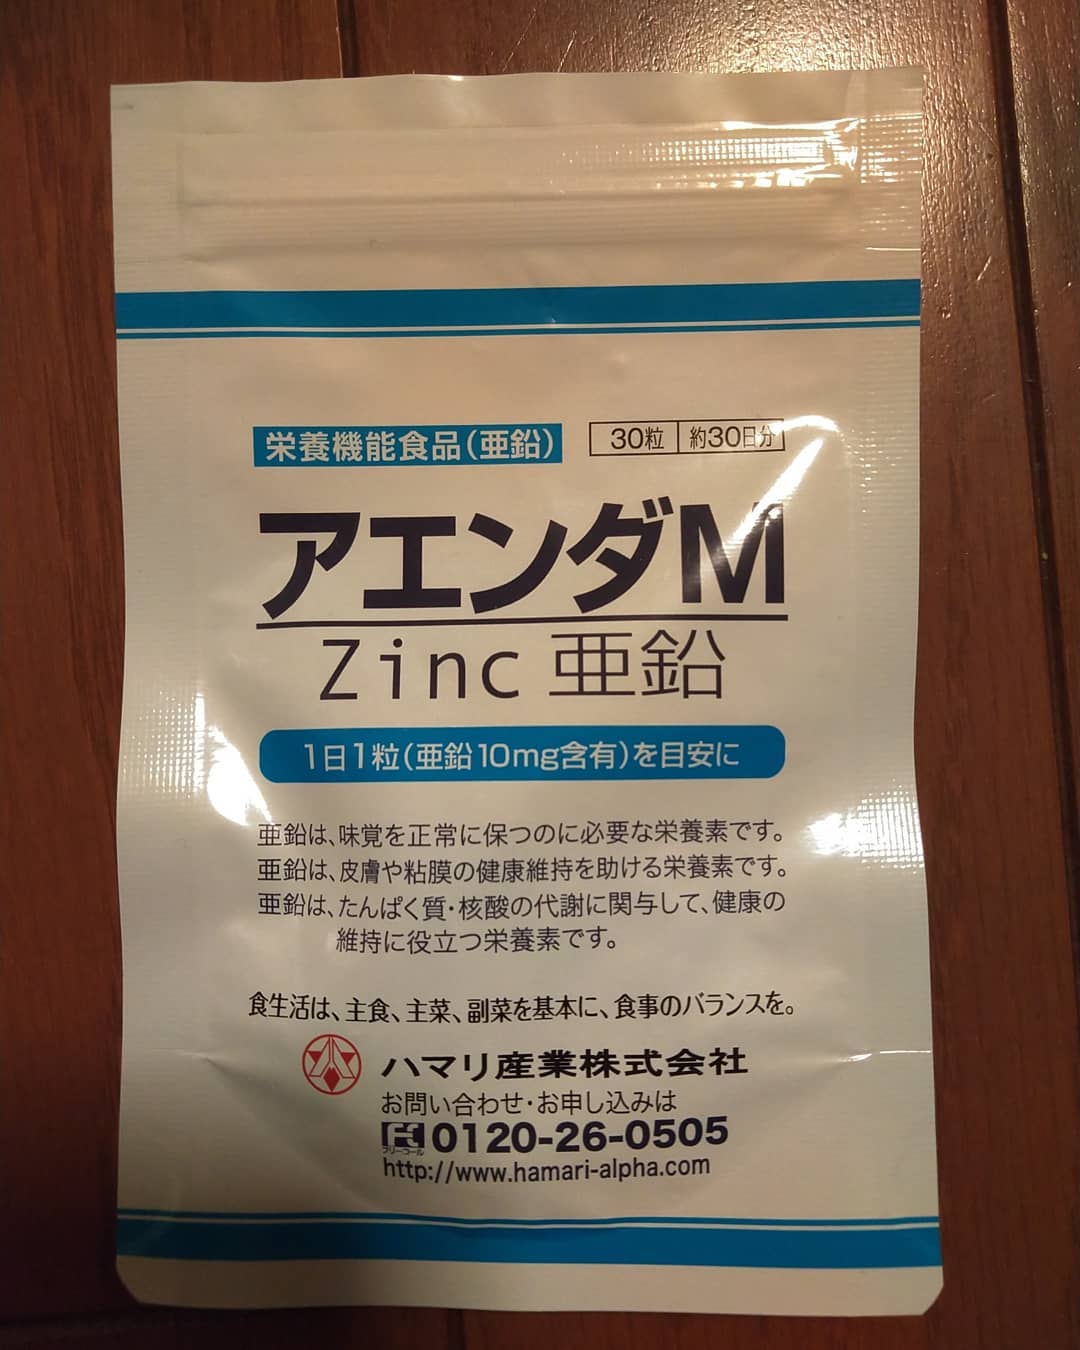 栄養機能食品(亜鉛)
30粒 約30日分
アエンダM
Zinc 亜鉛
1日1粒(亜鉛10mg含有)を目安に
亜鉛は、味覚を正常に保つのに必要な栄養素です。
亜鉛は、皮膚や粘膜の健康維持を助ける栄養素です。
亜鉛は、たんぱく質・核酸の代謝に関与して、健康の
維持に役立つ栄養素です。
食生活は、主食、主菜、副菜を基本に、食事のバランスを。
ハマリ産業株式会社
お問い合わせ・お申し込みは
フリーコール 0120-26-0505
http://www.hamari-alpha.com